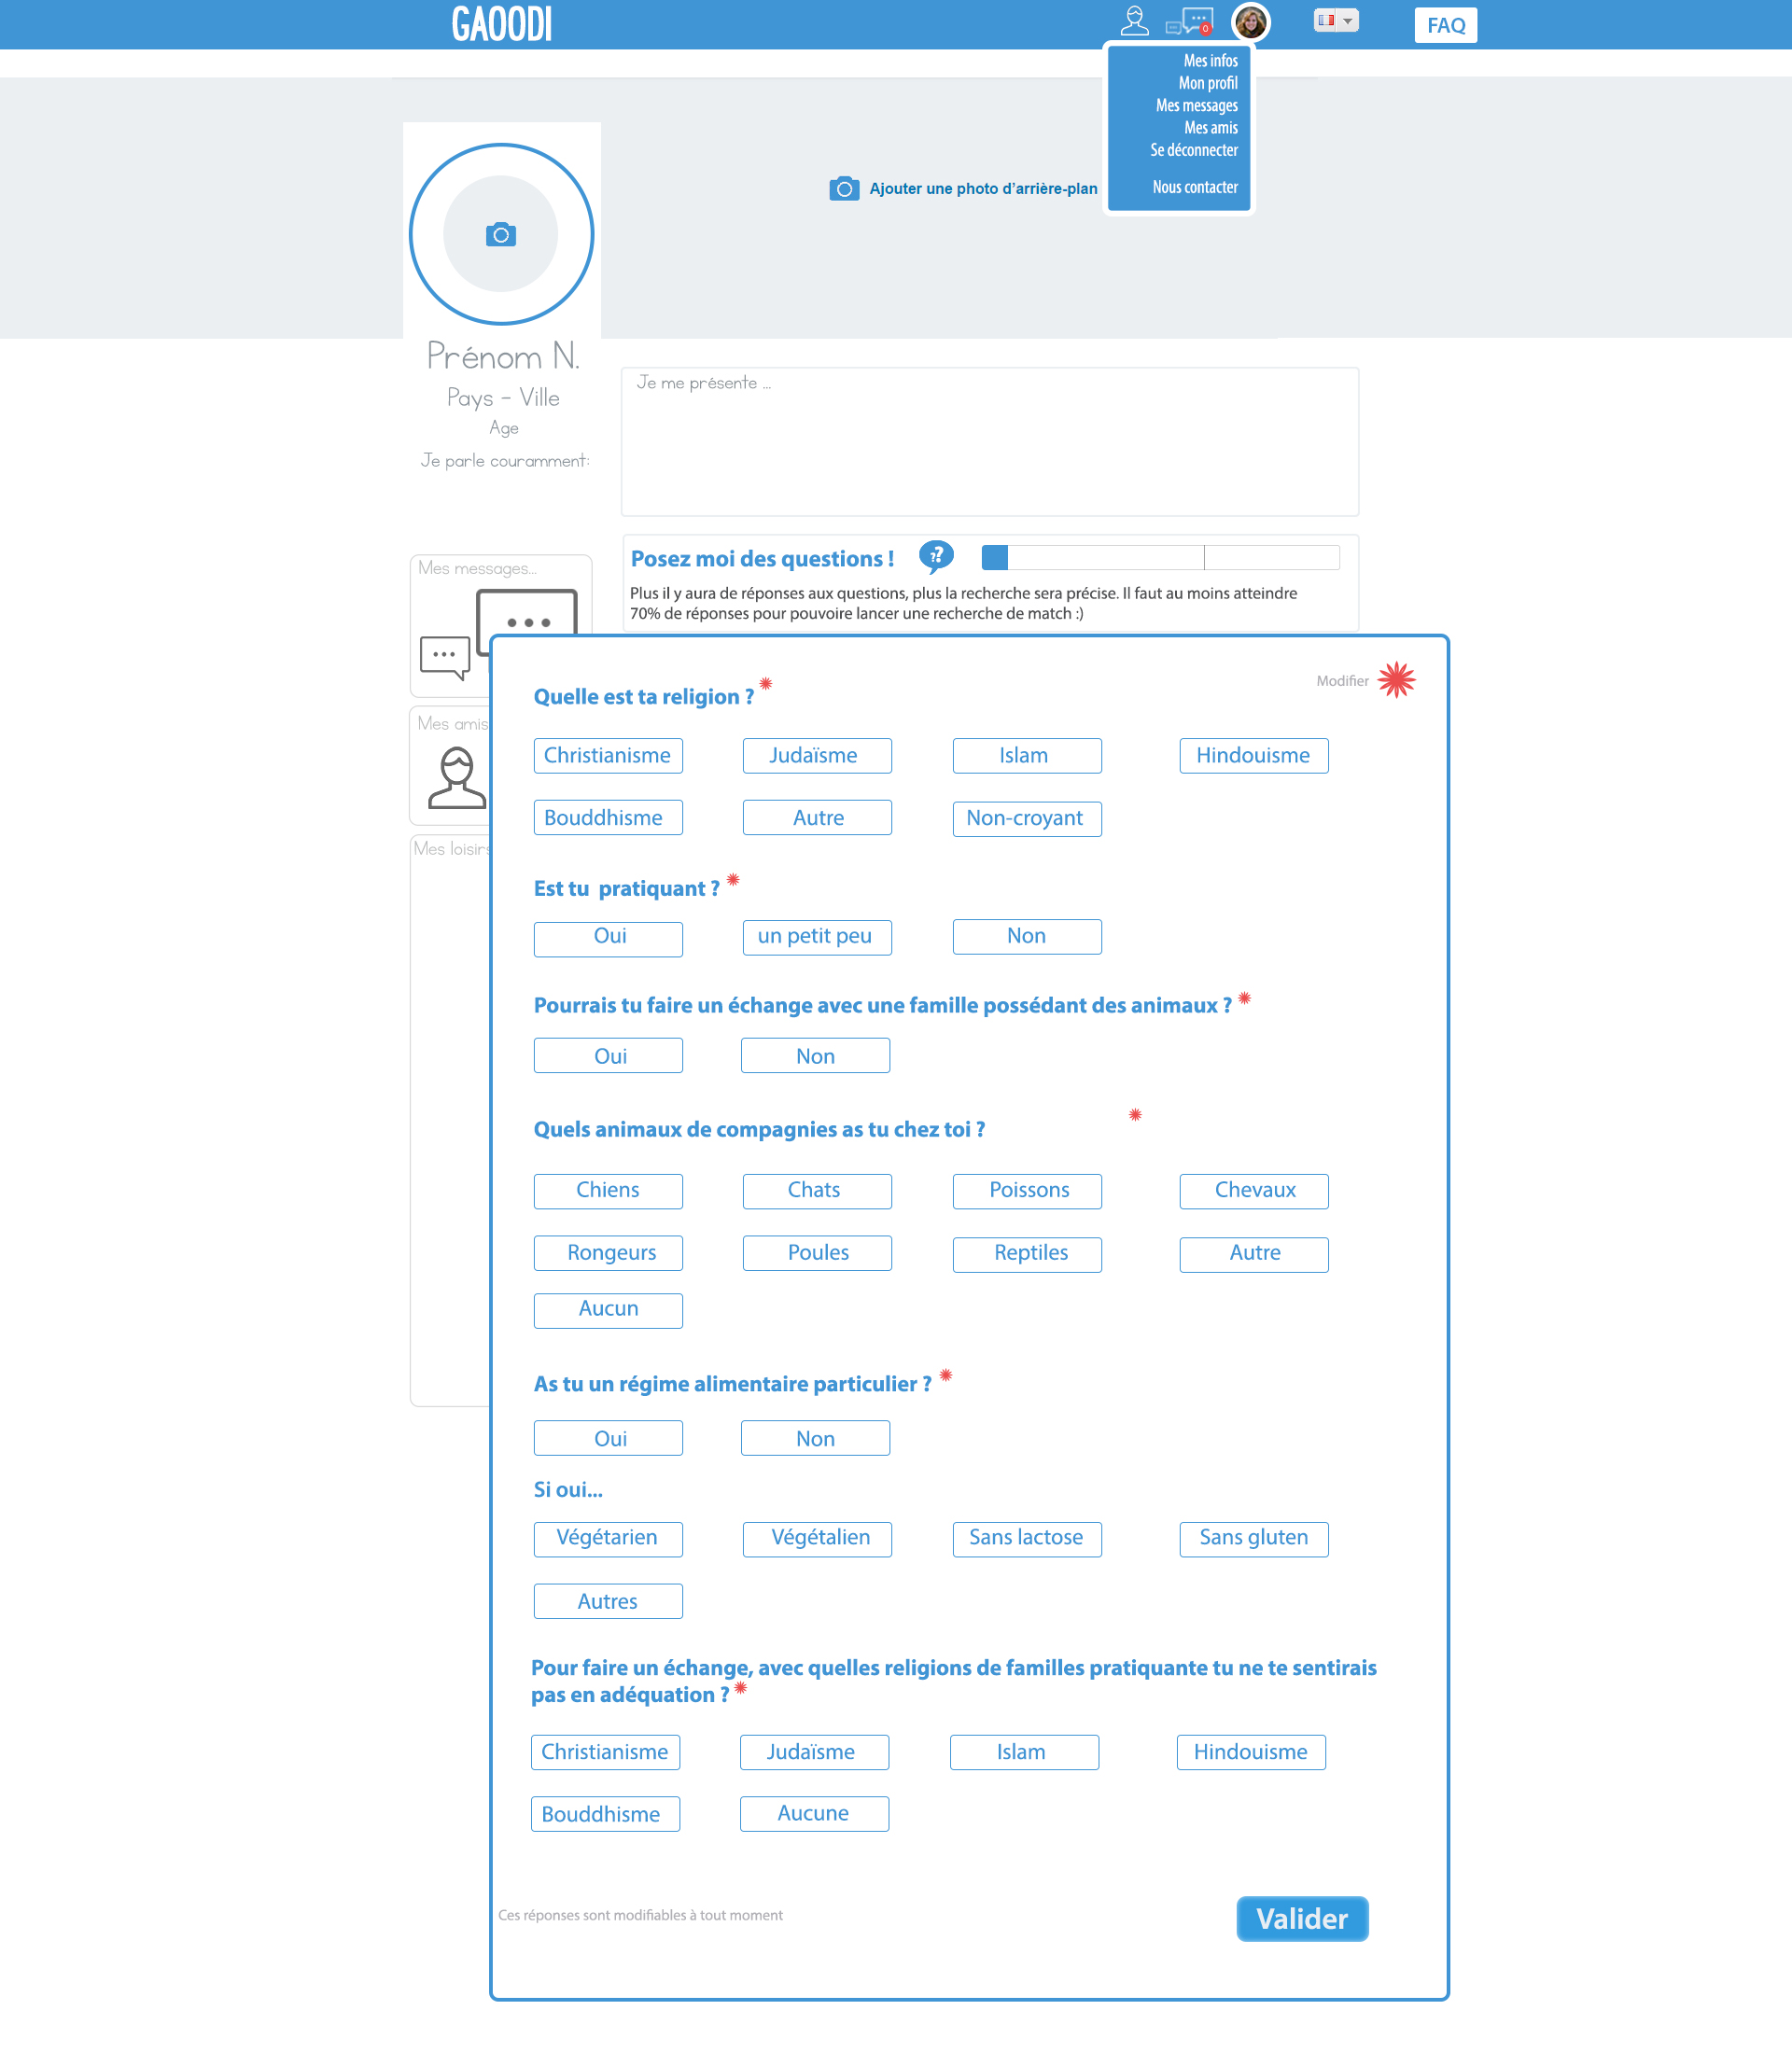 GAOODI
0
FAQ
Mes infos
Mon profil
Mes messages
Mes amis
Se déconnecter
Nous contacter
Ajouter une photo d'arrière-plan
Prénom N.
Pays - Ville
Age
Je parle couramment:
Je me présente ...
Posez moi des questions !
??
Plus il y aura de réponses aux questions, plus la recherche sera précise. Il faut au moins atteindre
70% de réponses pour pouvoire lancer une recherche de match :)
Mes messages...
Mes amis
Mes loisirs
Modifier
Quelle est ta religion ? *
Christianisme Judaïsme Islam Hindouisme
Bouddhisme Autre Non-croyant
Est tu  pratiquant ? *
Oui un petit peu Non
Pourrais tu faire un échange avec une famille possédant des animaux ? *
Oui Non
Quels animaux de compagnies as tu chez toi ? *
Chiens Chats Poissons Chevaux
Rongeurs Poules Reptiles Autre
Aucun
As tu un régime alimentaire particulier ? *
Oui Non
Si oui...
Végétarien Végétalien Sans lactose Sans gluten
Autres
Pour faire un échange, avec quelles religions de familles pratiquante tu ne te sentirais
pas en adéquation ? *
Christianisme Judaïsme Islam Hindouisme
Bouddhisme Aucune
Ces réponses sont modifiables à tout moment
Valider